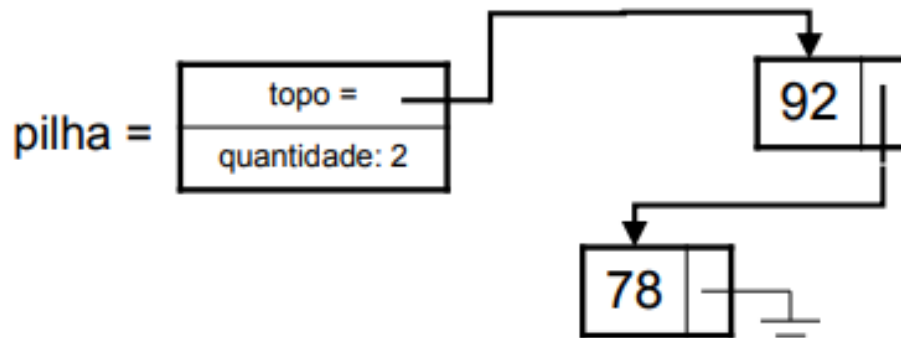 topo =
92
pilha =
quantidade: 2
78